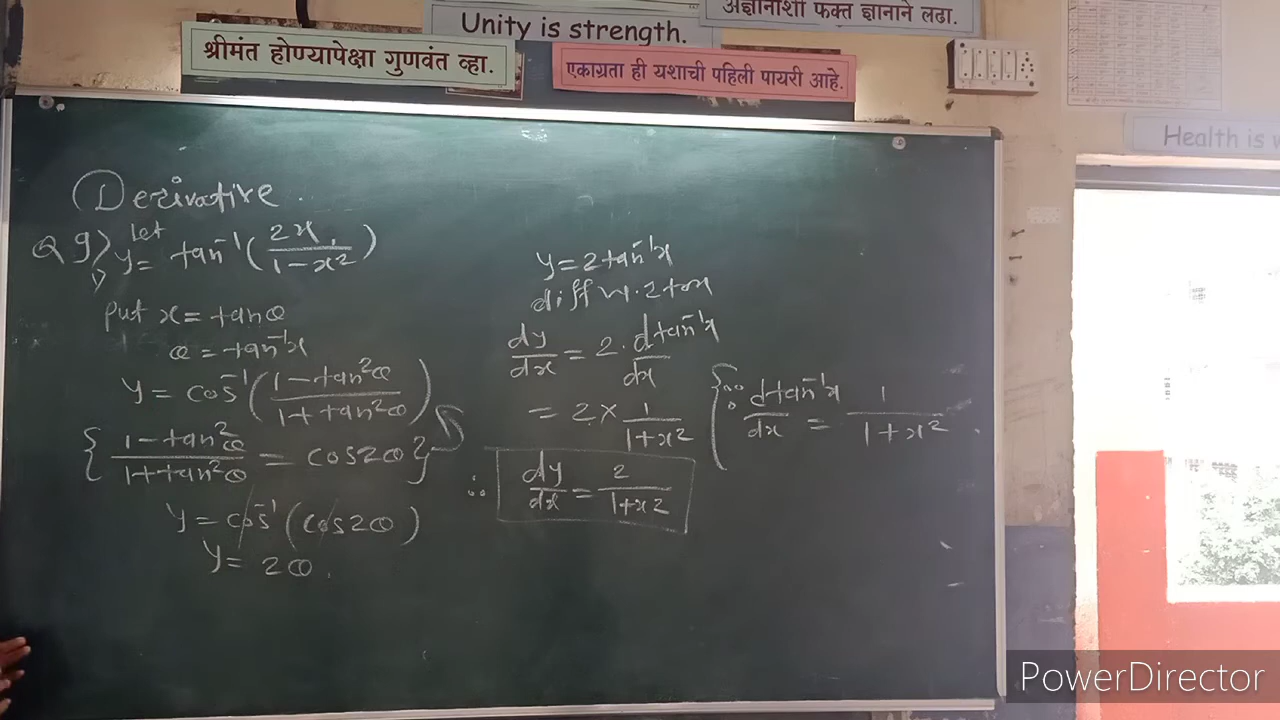 अज्ञानाशी फक्त ज्ञानाने लढा.
Unity is strength.
श्रीमंत होण्यापेक्षा गुणवंत व्हा.
एकाग्रता ही यशाची पहिली पायरी आहे.
Health is
Derivative
Q 9) let y = tan⁻¹(2x / 1-x²)
put x = tanθ
θ = tan⁻¹x
y = cos⁻¹(1-tan²θ / 1+tan²θ)
{1-tan²θ / 1+tan²θ = cos2θ}
y = cos⁻¹(cos2θ)
y = 2θ.
y = 2tan⁻¹x
diff w.r to x
dy/dx = 2. dtan⁻¹x/dx
= 2 × 1/1+x² {∵ dtan⁻¹x/dx = 1/1+x².
∴ dy/dx = 2/1+x²
PowerDirector